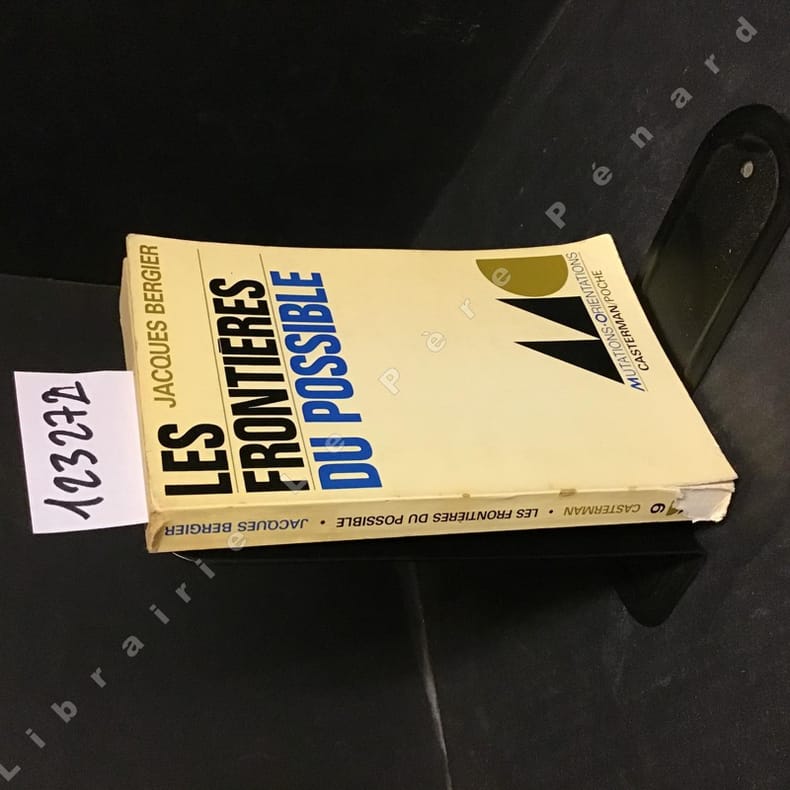 JACQUES BERGIER
LES
FRONTIÈRES
DU POSSIBLE
MUTATIONS·ORIENTATIONS
CASTERMAN/POCHE
JACQUES BERGIER • LES FRONTIÈRES DU POSSIBLE • CASTERMAN
6
123272
Librairie Le Père Pénard